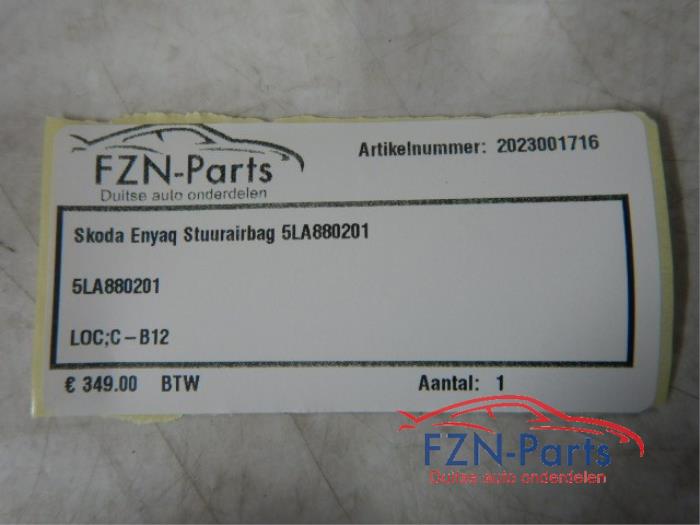 FZN-Parts
Duitse auto onderdelen
Artikelnummer: 2023001716
Skoda Enyaq Stuurairbag 5LA880201
5LA880201
LOC;C-B12
€ 349.00 BTW
Aantal: 1
FZN-Parts
Duitse auto onderdelen